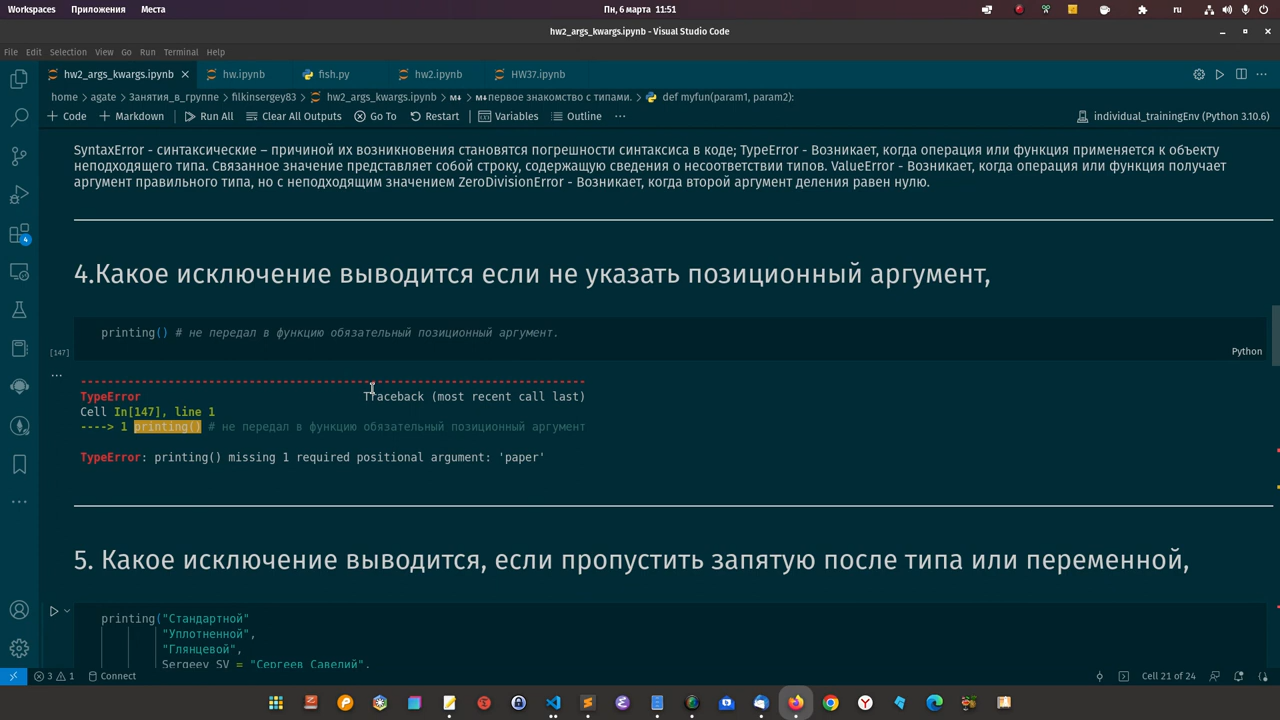 Workspaces Приложения Места Пн, 6 марта 11:51 ru
hw2_args_kwargs.ipynb - Visual Studio Code
File Edit Selection View Go Run Terminal Help
hw2_args_kwargs.ipynb hw.ipynb fish.py hw2.ipynb HW37.ipynb
home > agate > Занятия_в_группе > filkinsergey83 > hw2_args_kwargs.ipynb > M↓ > M↓первое знакомство с типами. > def myfun(param1, param2):
+ Code + Markdown Run All Clear All Outputs Go To Restart Variables Outline ··· individual_trainingEnv (Python 3.10.6)
SyntaxError - синтаксические – причиной их возникновения становятся погрешности синтаксиса в коде; TypeError - Возникает, когда операция или функция применяется к объекту
неподходящего типа. Связанное значение представляет собой строку, содержащую сведения о несоответствии типов. ValueError - Возникает, когда операция или функция получает
аргумент правильного типа, но с неподходящим значением ZeroDivisionError - Возникает, когда второй аргумент деления равен нулю.
4.Какое исключение выводится если не указать позиционный аргумент,
printing() # не передал в функцию обязательный позиционный аргумент.
[147] Python
---------------------------------------------------------------------------
TypeError Traceback (most recent call last)
Cell In[147], line 1
----> 1 printing() # не передал в функцию обязательный позиционный аргумент
TypeError: printing() missing 1 required positional argument: 'paper'
5. Какое исключение выводится, если пропустить запятую после типа или переменной,
printing("Стандартной"
"Уплотненной",
"Глянцевой",
Sergeev_SV = "Сергеев Савелий",
4
3 1 Connect Cell 21 of 24